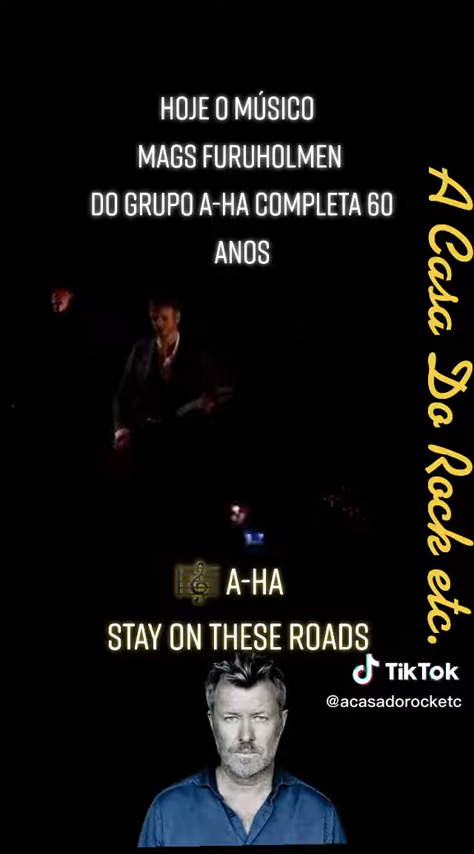 HOJE O MÚSICO
MAGS FURUHOLMEN
DO GRUPO A-HA COMPLETA 60
ANOS
A Casa Do Rock etc.
A-HA
STAY ON THESE ROADS
TikTok
@acasadorocketc